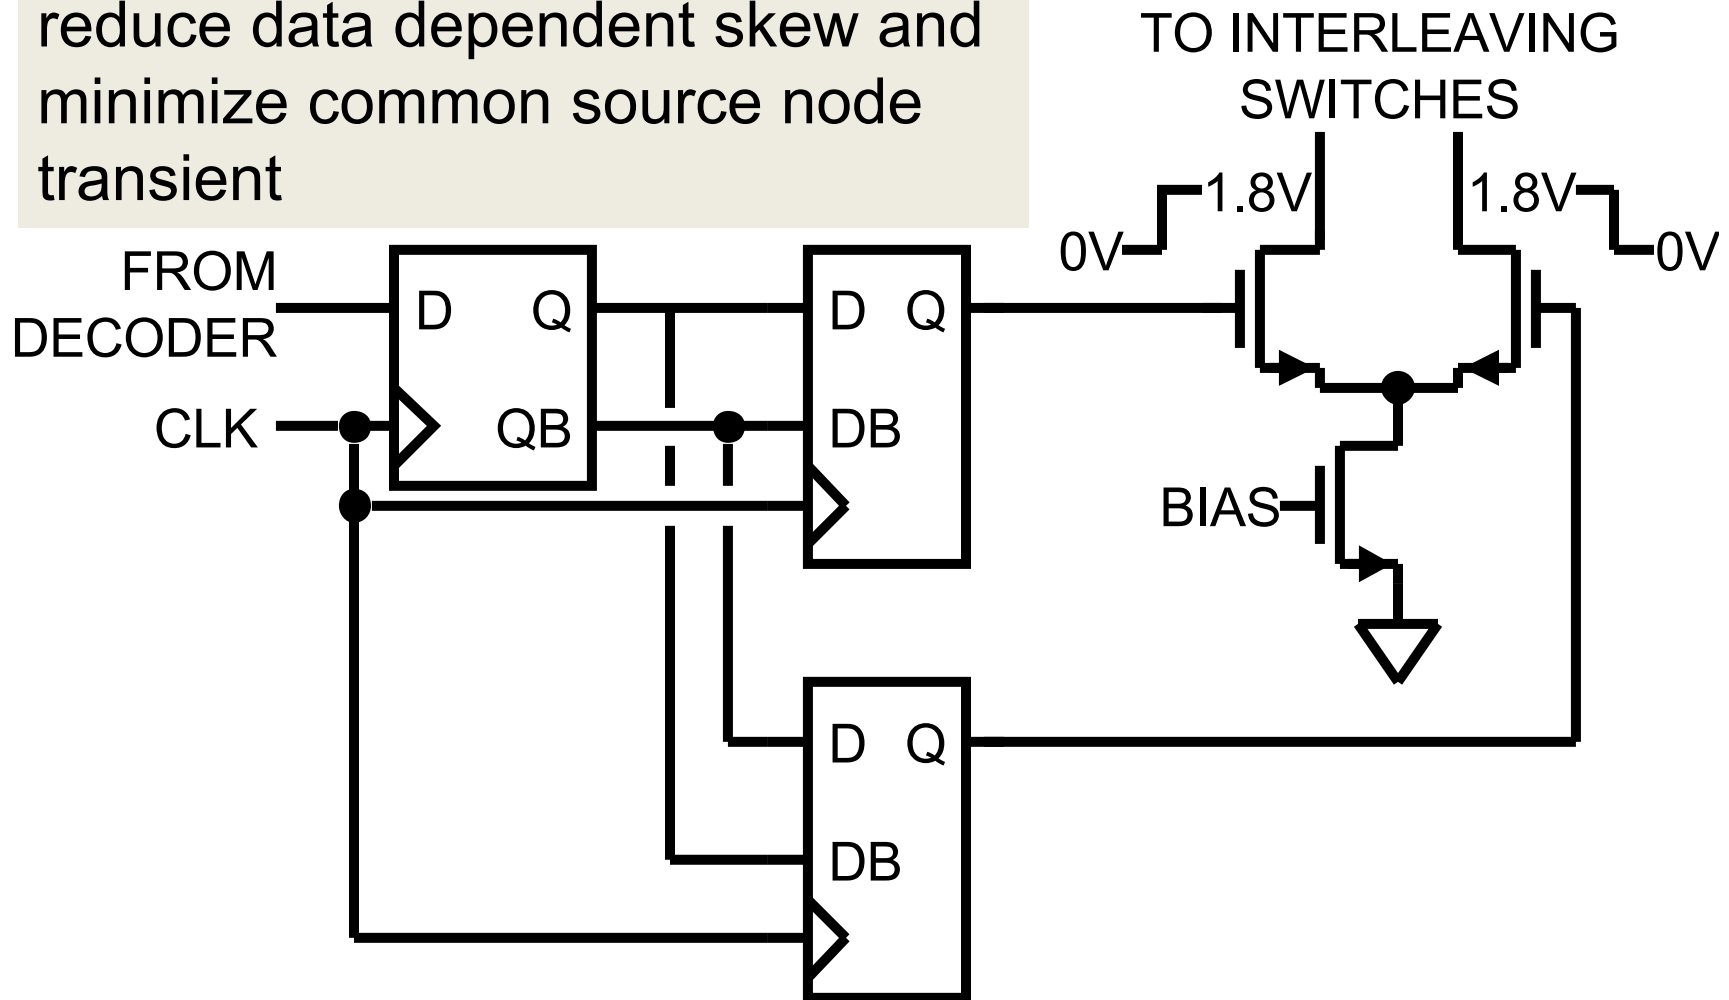 reduce data dependent skew and
minimize common source node
transient
TO INTERLEAVING
SWITCHES
1.8V
1.8V
0V
0V
FROM
DECODER
D
Q
D
Q
CLK
QB
DB
BIAS
D
Q
DB